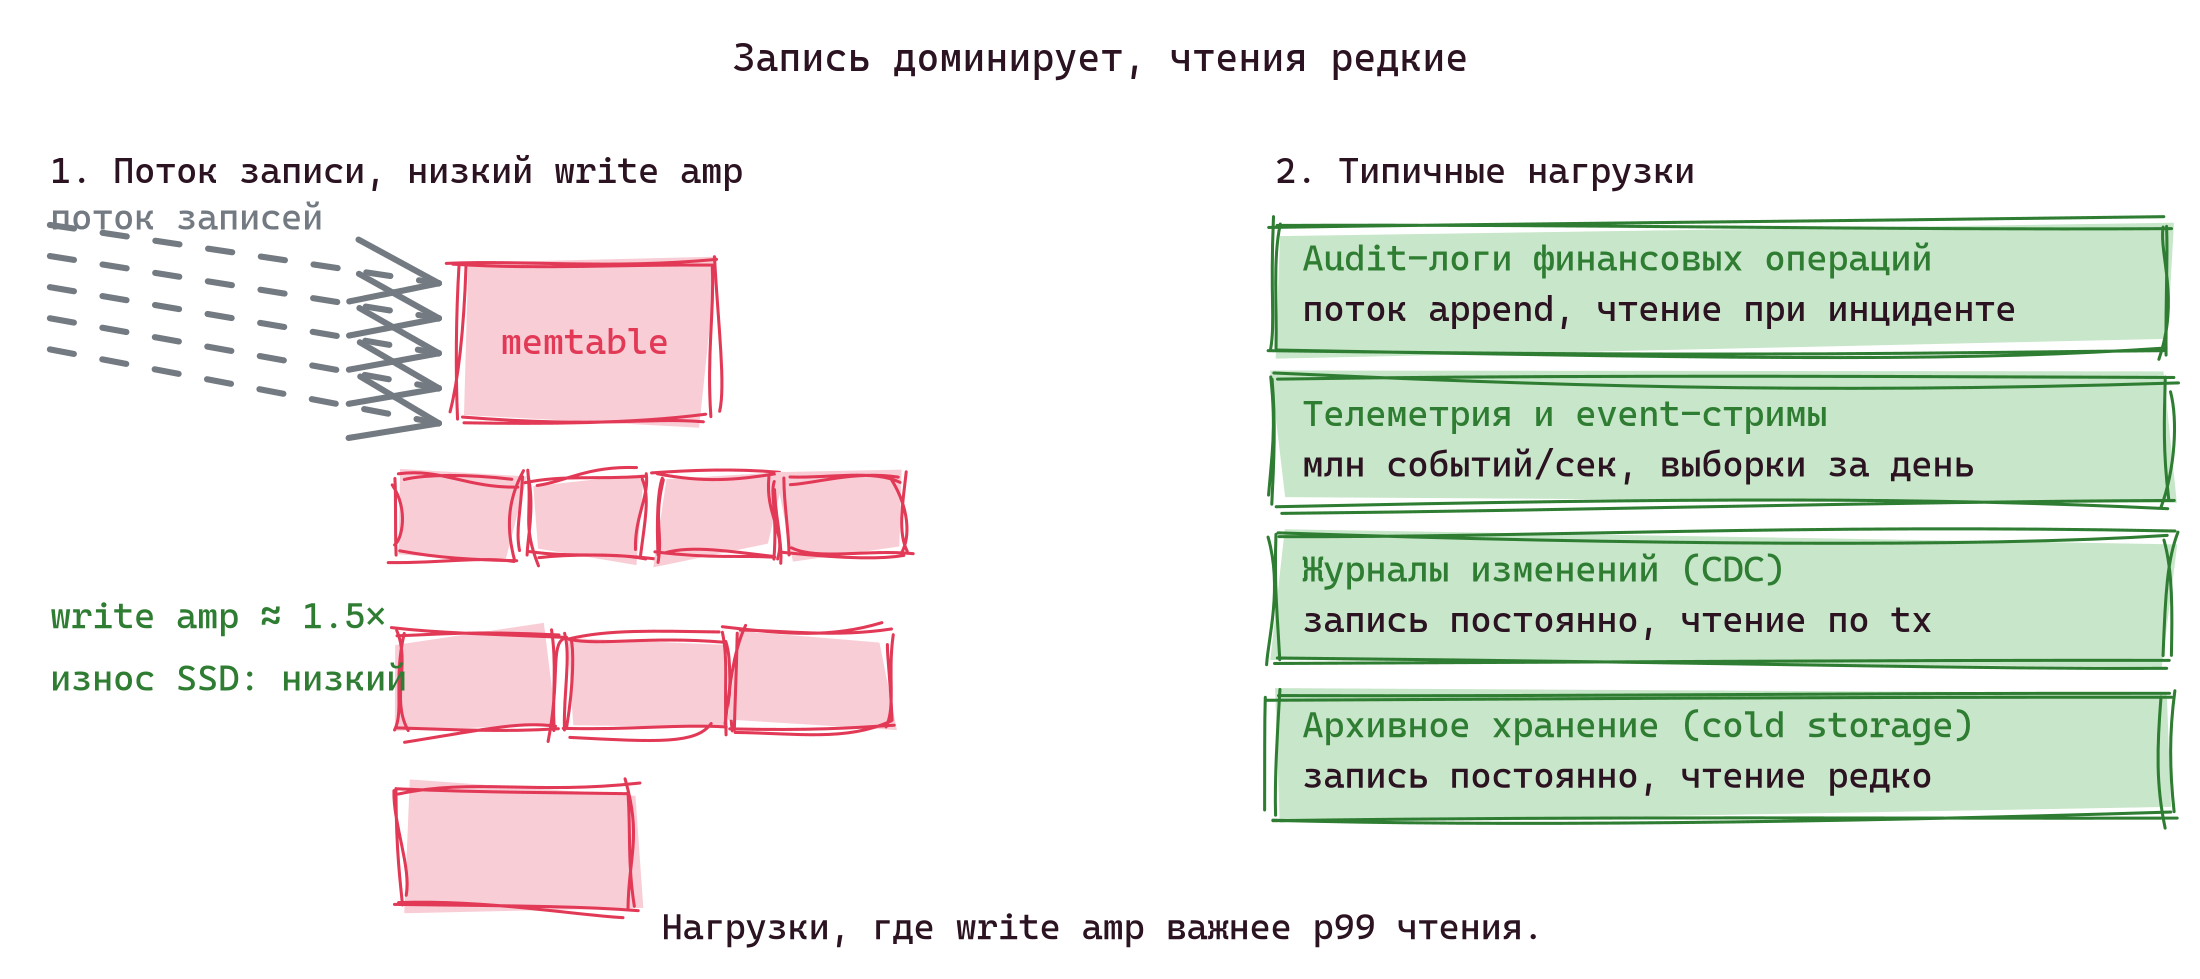 Запись доминирует, чтения редкие
1. Поток записи, низкий write amp
поток записей
memtable
write amp ≈ 1.5×
износ SSD: низкий
2. Типичные нагрузки
Audit-логи финансовых операций
поток append, чтение при инциденте
Телеметрия и event-стримы
млн событий/сек, выборки за день
Журналы изменений (CDC)
запись постоянно, чтение по tx
Архивное хранение (cold storage)
запись постоянно, чтение редко
Нагрузки, где write amp важнее p99 чтения.